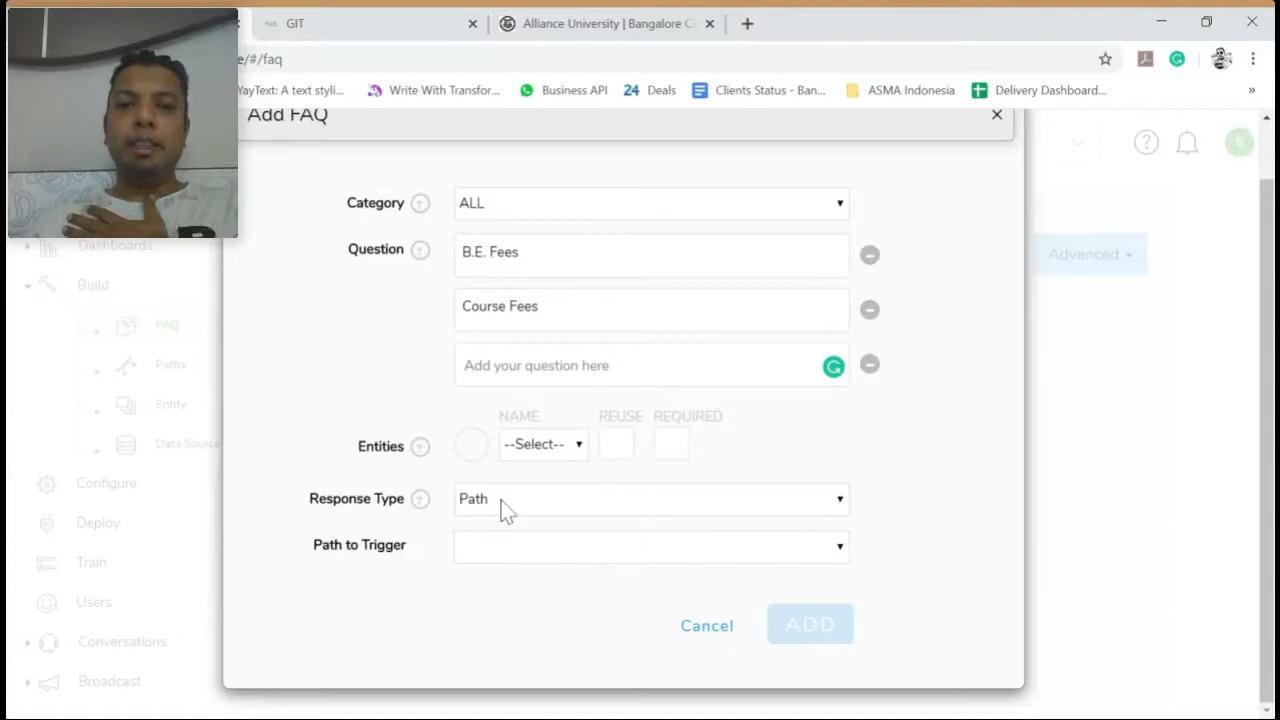 GIT
Alliance University | Bangalore C
e/#/faq
YayText: A text styli...
Write With Transfor...
Business API
24 Deals
Clients Status - Ban...
ASMA Indonesia
Delivery Dashboard...
»
Add FAQ
Category ? ALL
Question ? B.E. Fees
Course Fees
Add your question here
NAME REUSE REQUIRED
Entities ? --Select--
Response Type ? Path
Path to Trigger
Cancel ADD
Dashboards
Build
FAQ
Paths
Entity
Data Source
Configure
Deploy
Train
Users
Conversations
Broadcast
?
S
Advanced